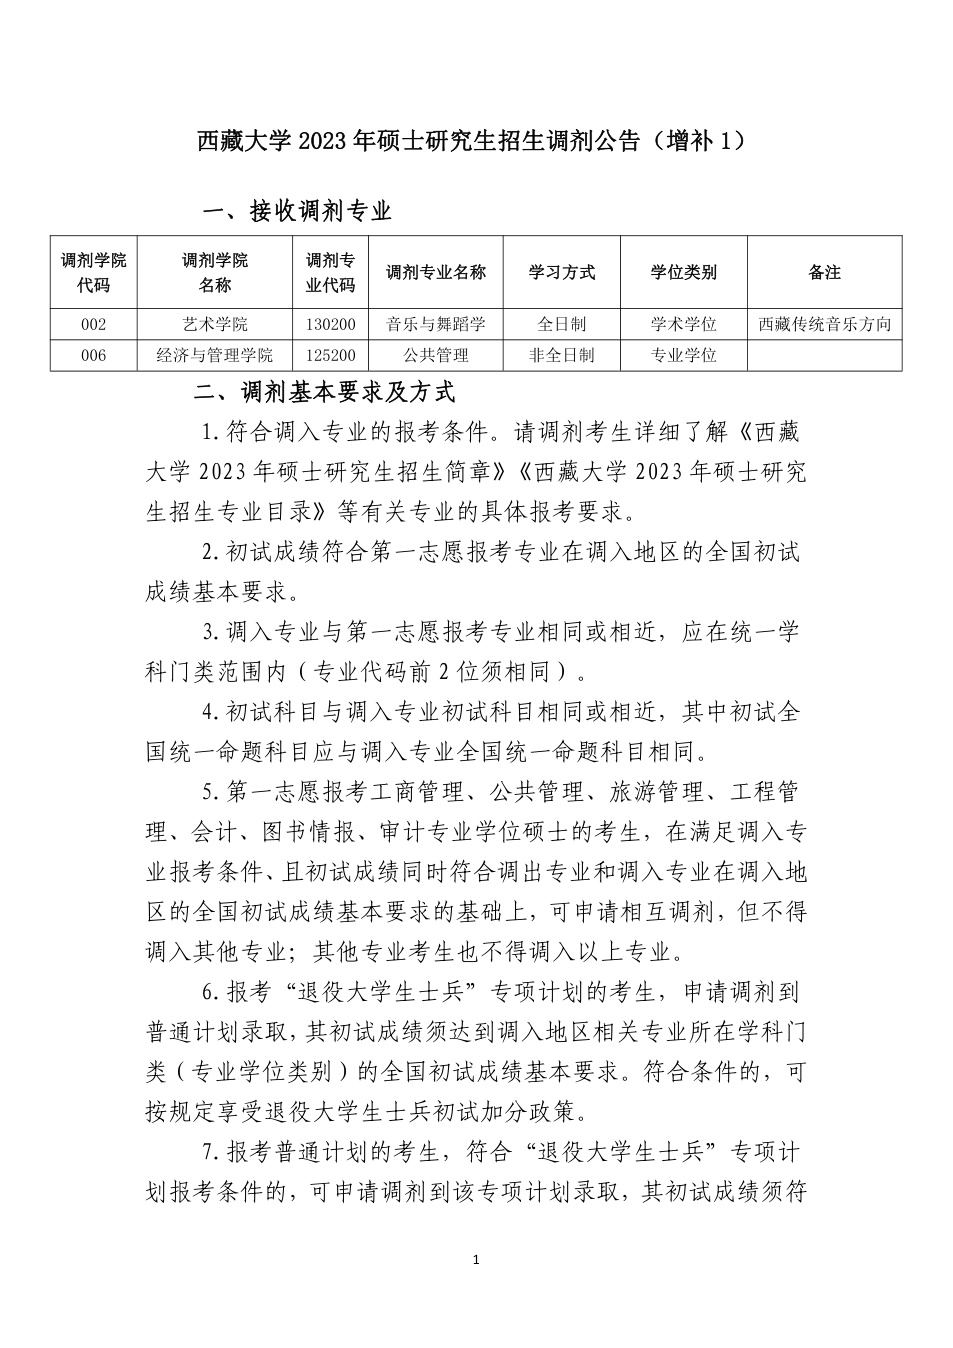 西藏大学 2023 年硕士研究生招生调剂公告（增补 1）
一、接收调剂专业
调剂学院代码 调剂学院名称 调剂专业代码 调剂专业名称 学习方式 学位类别 备注
002 艺术学院 130200 音乐与舞蹈学 全日制 学术学位 西藏传统音乐方向
006 经济与管理学院 125200 公共管理 非全日制 专业学位
二、调剂基本要求及方式
1.符合调入专业的报考条件。请调剂考生详细了解《西藏
大学 2023 年硕士研究生招生简章》《西藏大学 2023 年硕士研究
生招生专业目录》等有关专业的具体报考要求。
2.初试成绩符合第一志愿报考专业在调入地区的全国初试
成绩基本要求。
3.调入专业与第一志愿报考专业相同或相近，应在统一学
科门类范围内（专业代码前 2 位须相同）。
4.初试科目与调入专业初试科目相同或相近，其中初试全
国统一命题科目应与调入专业全国统一命题科目相同。
5.第一志愿报考工商管理、公共管理、旅游管理、工程管
理、会计、图书情报、审计专业学位硕士的考生，在满足调入专
业报考条件、且初试成绩同时符合调出专业和调入专业在调入地
区的全国初试成绩基本要求的基础上，可申请相互调剂，但不得
调入其他专业；其他专业考生也不得调入以上专业。
6.报考“退役大学生士兵”专项计划的考生，申请调剂到
普通计划录取，其初试成绩须达到调入地区相关专业所在学科门
类（专业学位类别）的全国初试成绩基本要求。符合条件的，可
按规定享受退役大学生士兵初试加分政策。
7.报考普通计划的考生，符合“退役大学生士兵”专项计
划报考条件的，可申请调剂到该专项计划录取，其初试成绩须符
1